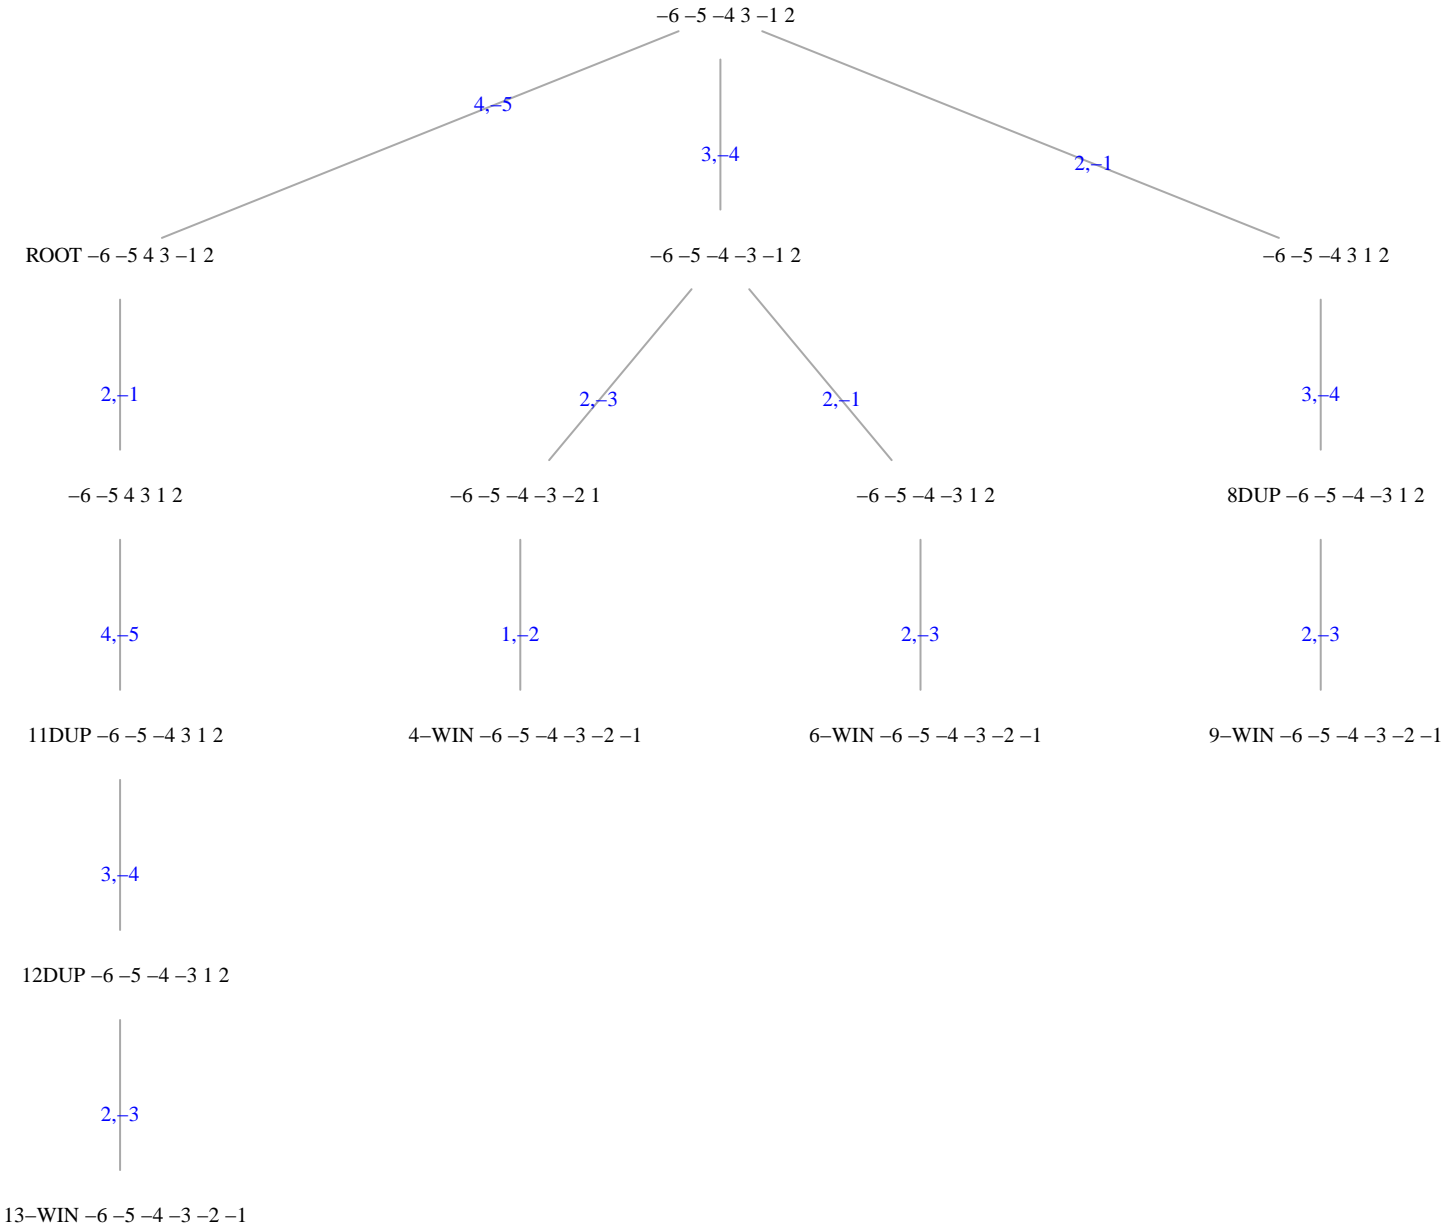 −6 −5 −4 3 −1 2
4,−5
3,−4
2,−1
ROOT −6 −5 4 3 −1 2
−6 −5 −4 −3 −1 2
−6 −5 −4 3 1 2
2,−1
2,−3
2,−1
3,−4
−6 −5 4 3 1 2
−6 −5 −4 −3 −2 1
−6 −5 −4 −3 1 2
8DUP −6 −5 −4 −3 1 2
4,−5
1,−2
2,−3
2,−3
11DUP −6 −5 −4 3 1 2
4−WIN −6 −5 −4 −3 −2 −1
6−WIN −6 −5 −4 −3 −2 −1
9−WIN −6 −5 −4 −3 −2 −1
3,−4
12DUP −6 −5 −4 −3 1 2
2,−3
13−WIN −6 −5 −4 −3 −2 −1